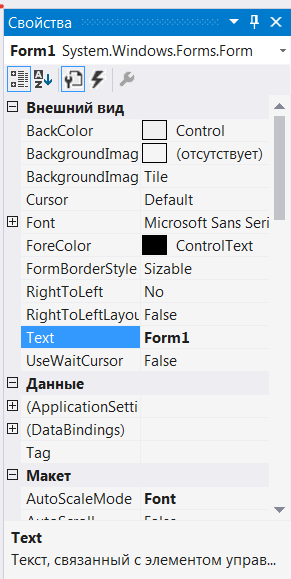 Свойства
Form1 System.Windows.Forms.Form
Внешний вид
BackColor Control
BackgroundImag (отсутствует)
BackgroundImag Tile
Cursor Default
Font Microsoft Sans Seri
ForeColor ControlText
FormBorderStyle Sizable
RightToLeft No
RightToLeftLayou False
Text Form1
UseWaitCursor False
Данные
(ApplicationSetti
(DataBindings)
Tag
Макет
AutoScaleMode Font
AutoScroll False
Text
Текст, связанный с элементом управ...